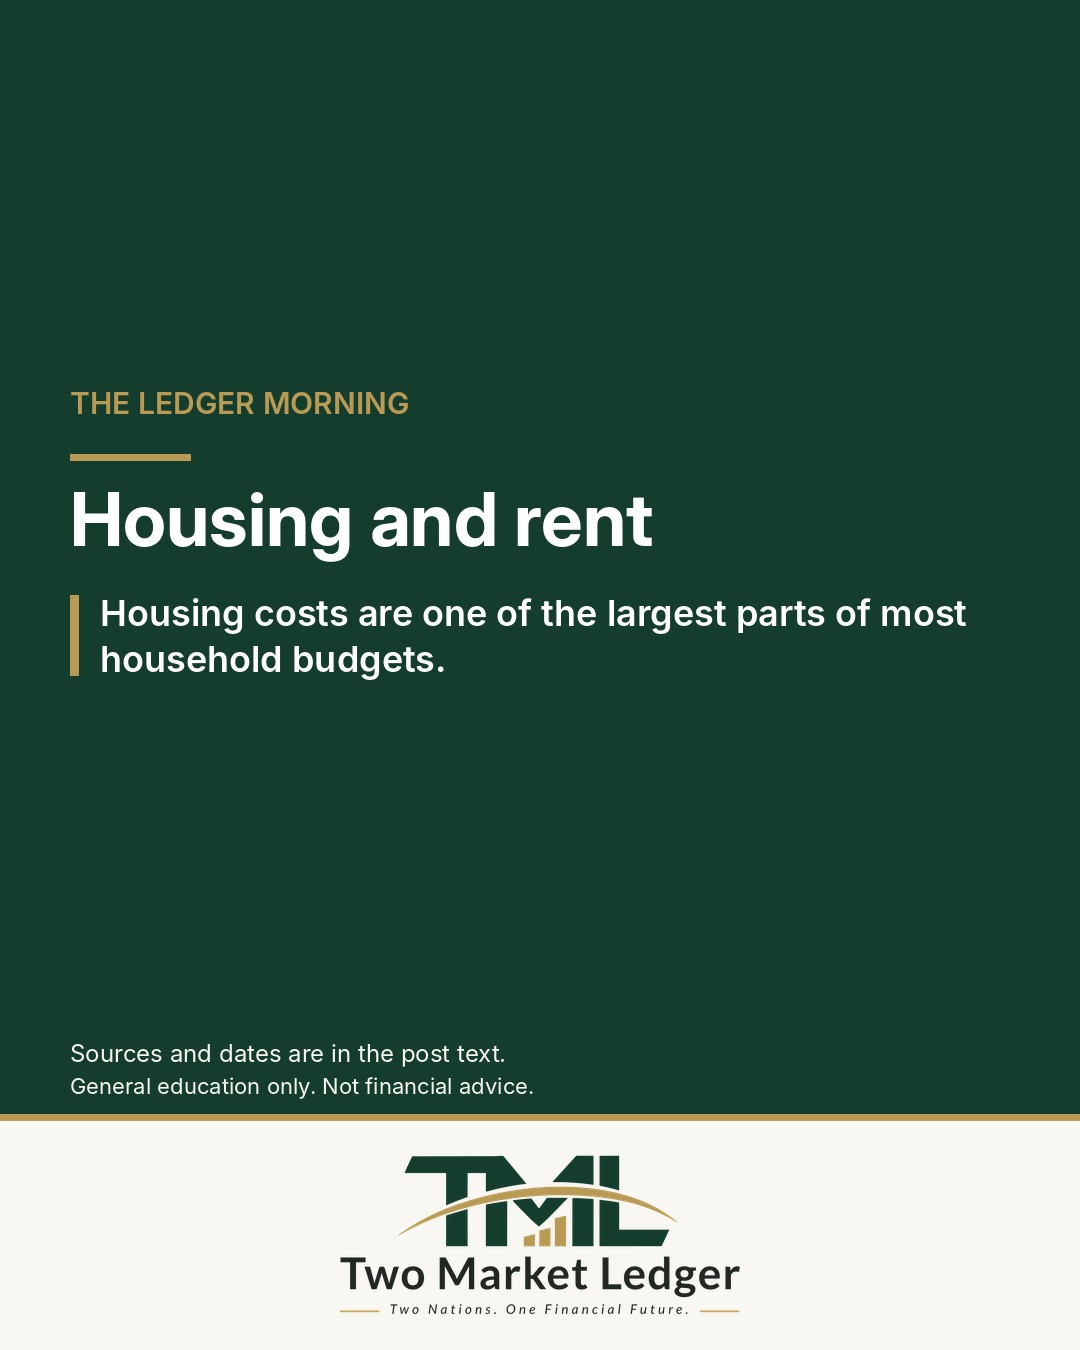 THE LEDGER MORNING
Housing and rent
Housing costs are one of the largest parts of most
household budgets.
Sources and dates are in the post text.
General education only. Not financial advice.
TML
Two Market Ledger
Two Nations. One Financial Future.